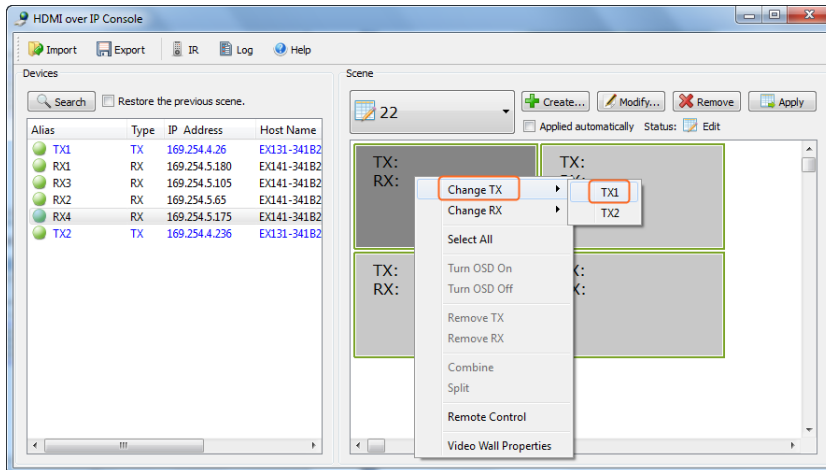 HDMI over IP Console
Import Export IR Log Help
Devices
Search Restore the previous scene.
Alias Type IP Address Host Name
TX1 TX 169.254.4.26 EX131-341B2
RX1 RX 169.254.5.180 EX141-341B2
RX3 RX 169.254.5.105 EX141-341B2
RX2 RX 169.254.5.65 EX141-341B2
RX4 RX 169.254.5.175 EX141-341B2
TX2 TX 169.254.4.236 EX131-341B2
Scene
22
Create... Modify... Remove Apply
Applied automatically Status: Edit
TX:
RX:
TX:
TX:
RX:
Change TX
TX1
TX2
Change RX
Select All
Turn OSD On
Turn OSD Off
Remove TX
Remove RX
Combine
Split
Remote Control
Video Wall Properties